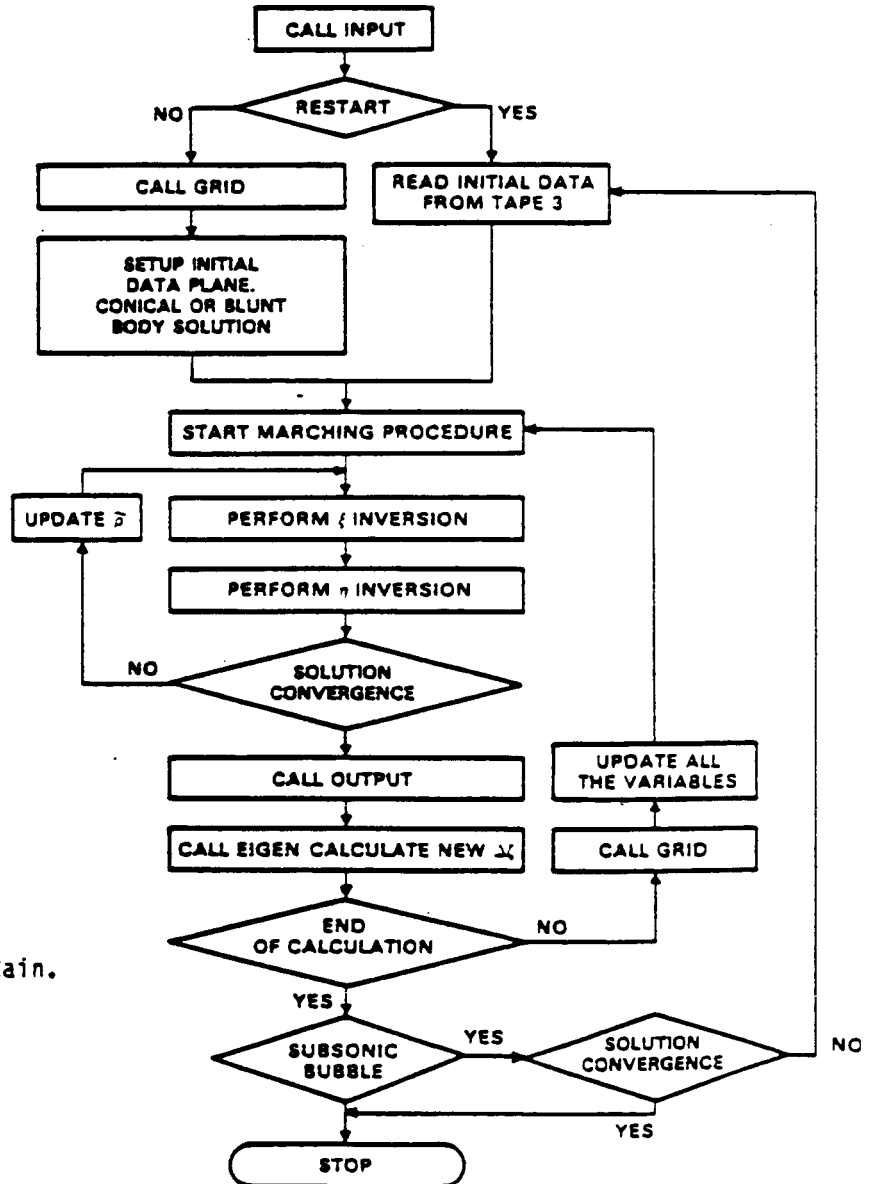 CALL INPUT
RESTART
NO
YES
CALL GRID
READ INITIAL DATA
FROM TAPE 3
SETUP INITIAL
DATA PLANE.
CONICAL OR BLUNT
BODY SOLUTION
START MARCHING PROCEDURE
UPDATE ρ̃
PERFORM ξ INVERSION
PERFORM η INVERSION
NO
SOLUTION
CONVERGENCE
CALL OUTPUT
UPDATE ALL
THE VARIABLES
CALL EIGEN CALCULATE NEW
CALL GRID
END
OF CALCULATION
NO
YES
SUBSONIC
BUBBLE
YES
SOLUTION
CONVERGENCE
NO
YES
STOP